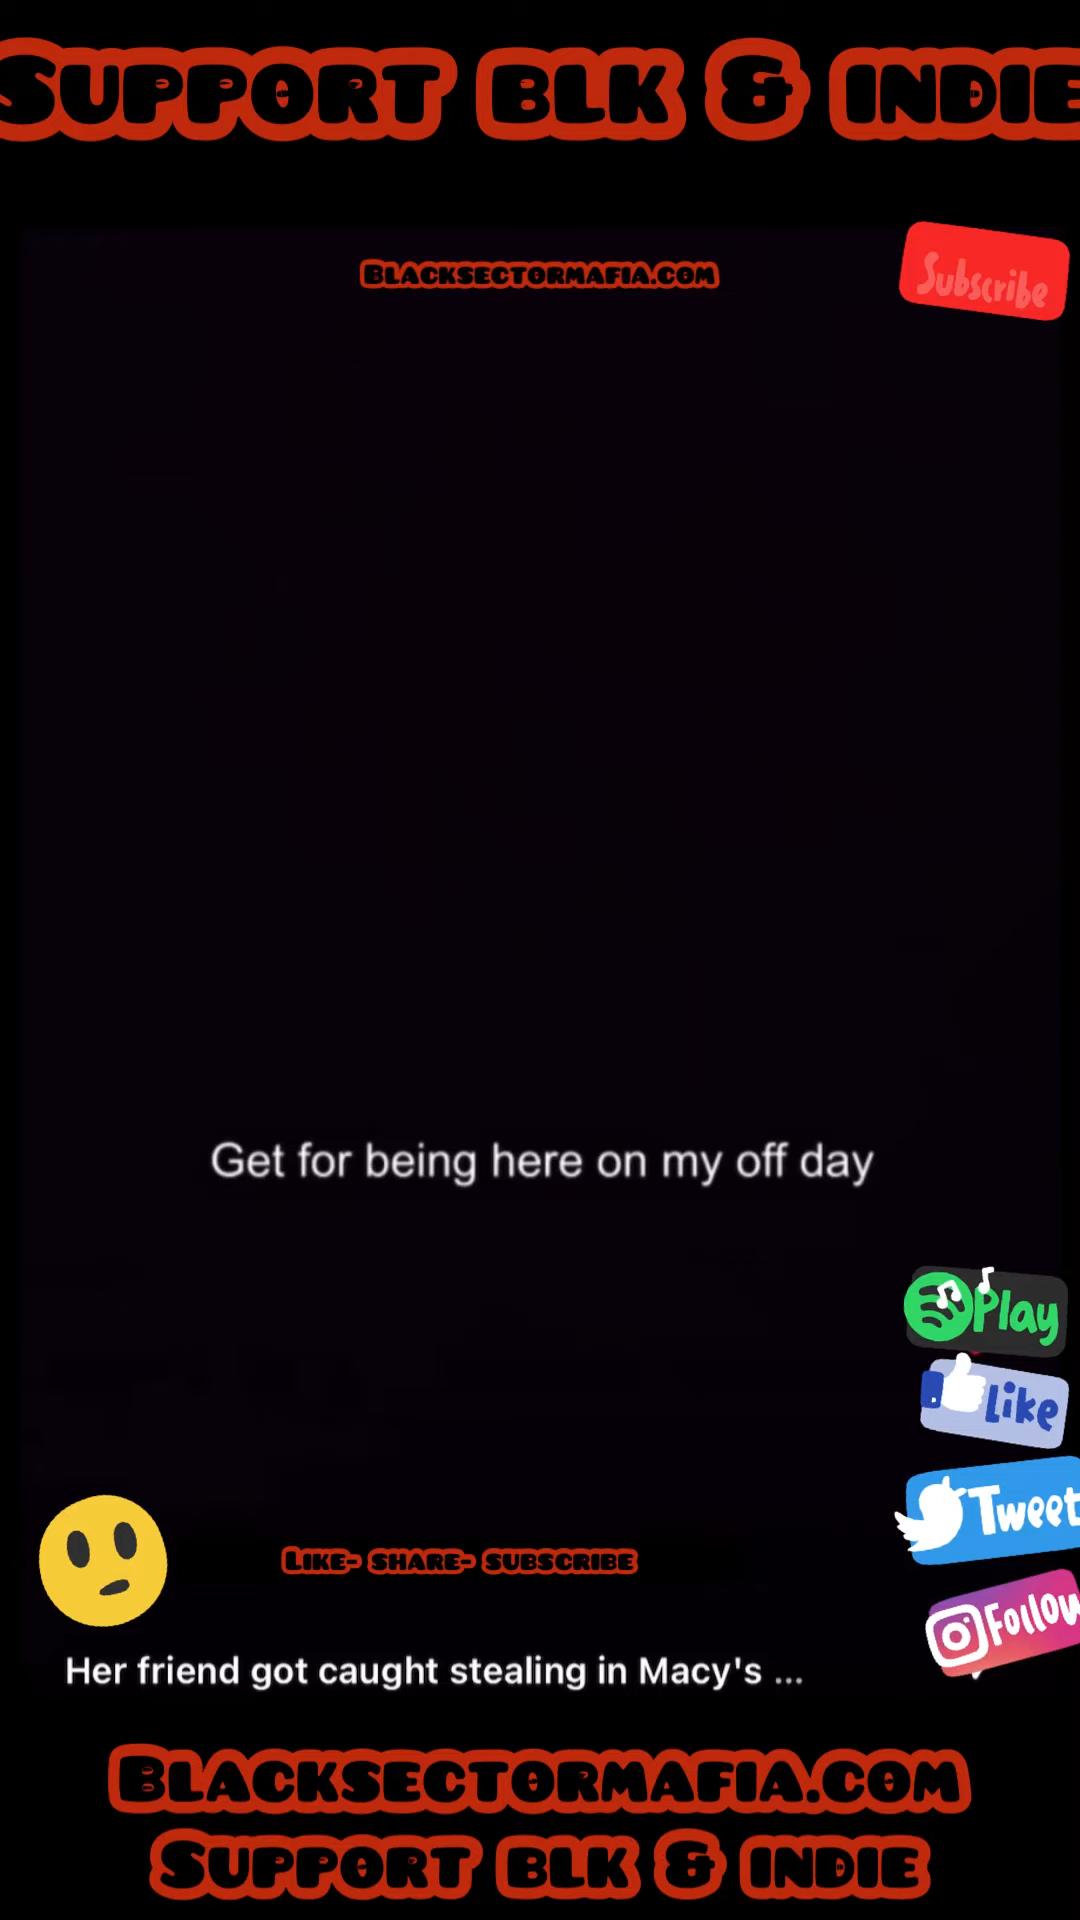 SUPPORT BLK & INDIE
BLACKSECTORMAFIA.COM
Subscribe
Get for being here on my off day
Play
Like
Tweet
Follow
LIKE- SHARE- SUBSCRIBE
Her friend got caught stealing in Macy's ...
BLACKSECTORMAFIA.COM
SUPPORT BLK & INDIE